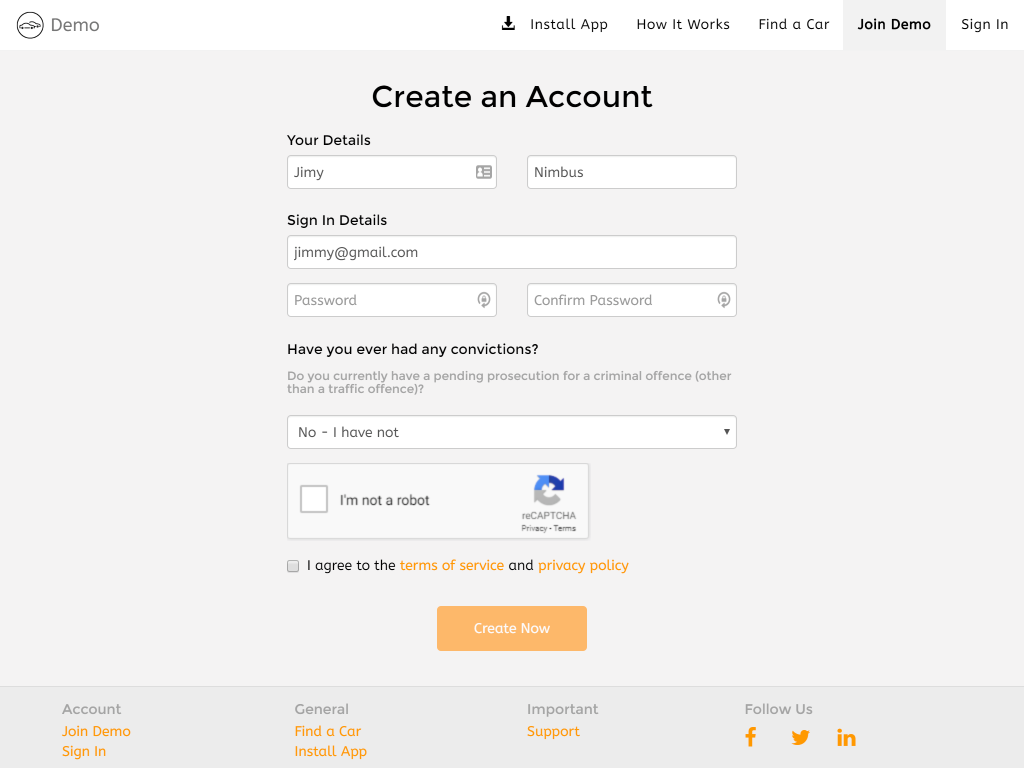 Demo
Install App
How It Works
Find a Car
Join Demo
Sign In
Create an Account
Your Details
Jimy
Nimbus
Sign In Details
jimmy@gmail.com
Password
Confirm Password
Have you ever had any convictions?
Do you currently have a pending prosecution for a criminal offence (other
than a traffic offence)?
No - I have not
I'm not a robot
reCAPTCHA
Privacy - Terms
I agree to the terms of service and privacy policy
Create Now
Account
Join Demo
Sign In
General
Find a Car
Install App
Important
Support
Follow Us